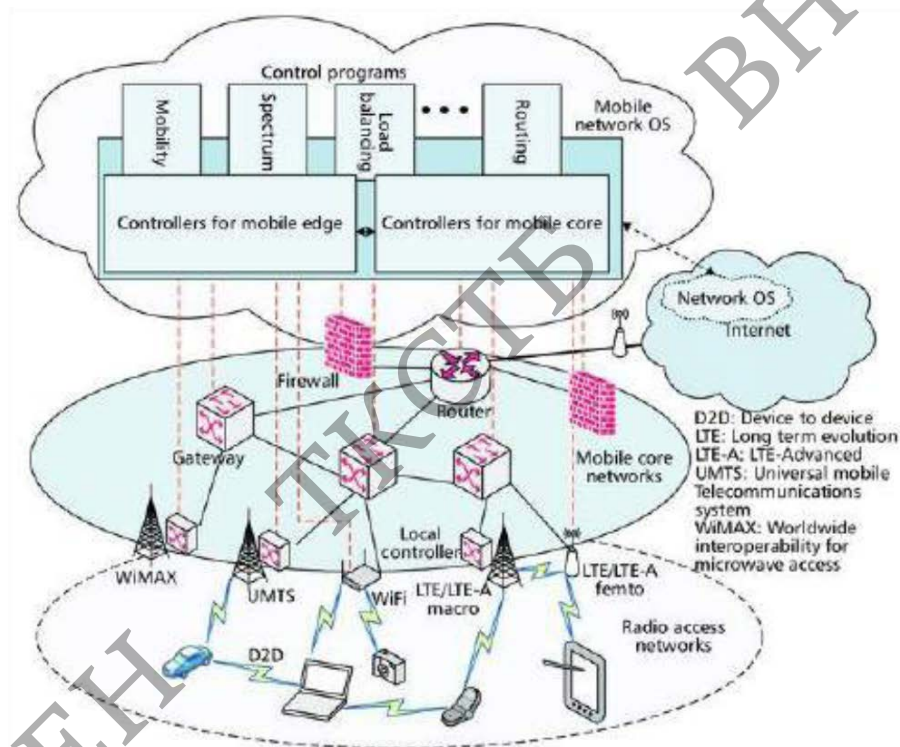 Control programs
Mobility
Spectrum
Load
balancing
Routing
Mobile
network OS
Controllers for mobile edge
Controllers for mobile core
Network OS
Internet
Firewall
Router
Gateway
Mobile core
networks
D2D: Device to device
LTE: Long term evolution
LTE-A: LTE-Advanced
UMTS: Universal mobile
Telecommunications
system
WiMAX: Worldwide
interoperability for
microwave access
Local
controller
WiMAX
UMTS
WiFi
LTE/LTE-A
macro
LTE/LTE-A
femto
Radio access
networks
D2D
ВН
ТКСТБ
ЕН